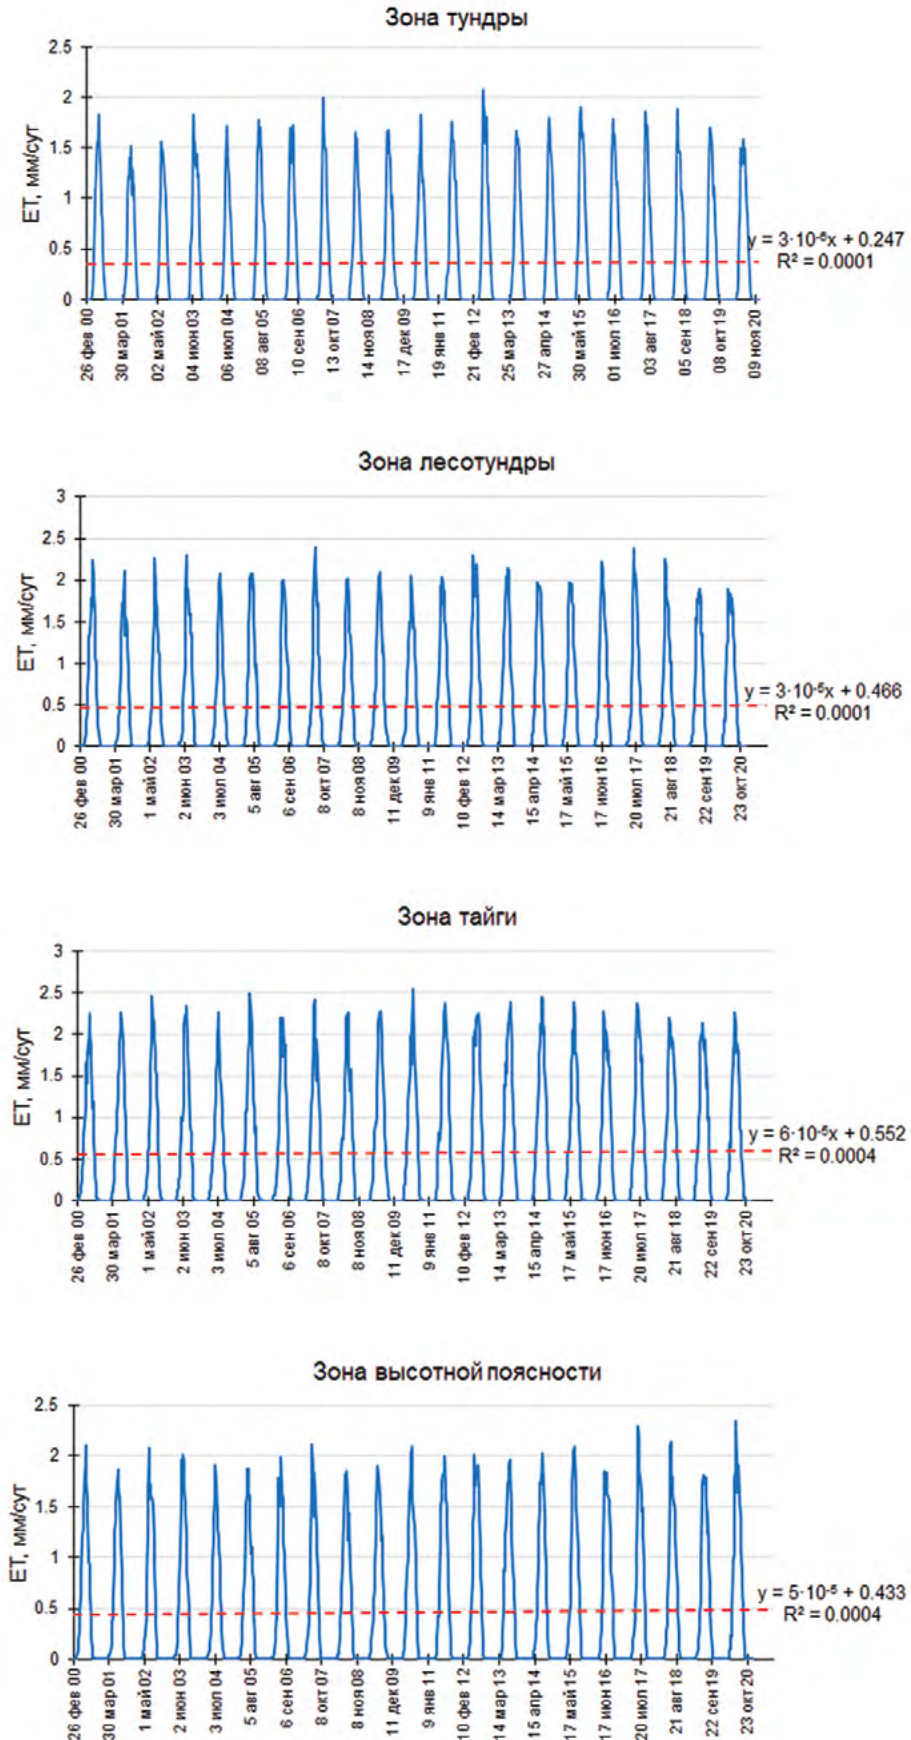 Зона тундры
ET, мм/сут
2.5
2
1.5
1
0.5
0
y = 3·10⁻⁶x + 0.247
R² = 0.0001
26 фев 00
30 мар 01
02 май 02
04 июн 03
06 июл 04
08 авг 05
10 сен 06
13 окт 07
14 ноя 08
17 дек 09
19 янв 11
21 фев 12
25 мар 13
27 апр 14
30 май 15
01 июл 16
03 авг 17
05 сен 18
08 окт 19
09 ноя 20
Зона лесотундры
ET, мм/сут
3
2.5
2
1.5
1
0.5
0
y = 3·10⁻⁶x + 0.466
R² = 0.0001
26 фев 00
30 мар 01
1 май 02
2 июн 03
3 июл 04
5 авг 05
6 сен 06
8 окт 07
8 ноя 08
11 дек 09
9 янв 11
10 фев 12
14 мар 13
15 апр 14
17 май 15
17 июн 16
20 июл 17
21 авг 18
22 сен 19
23 окт 20
Зона тайги
ET, мм/сут
3
2.5
2
1.5
1
0.5
0
y = 6·10⁻⁶x + 0.552
R² = 0.0004
26 фев 00
30 мар 01
1 май 02
2 июн 03
3 июл 04
5 авг 05
6 сен 06
8 окт 07
8 ноя 08
11 дек 09
9 янв 11
10 фев 12
14 мар 13
15 апр 14
17 май 15
17 июн 16
20 июл 17
21 авг 18
22 сен 19
23 окт 20
Зона высотной поясности
ET, мм/сут
2.5
2
1.5
1
0.5
0
y = 5·10⁻⁶ + 0.433
R² = 0.0004
26 фев 00
30 мар 01
1 май 02
2 июн 03
3 июл 04
5 авг 05
6 сен 06
8 окт 07
8 ноя 08
11 дек 09
9 янв 11
10 фев 12
14 мар 13
15 апр 14
17 май 15
17 июн 16
20 июл 17
21 авг 18
22 сен 19
23 окт 20